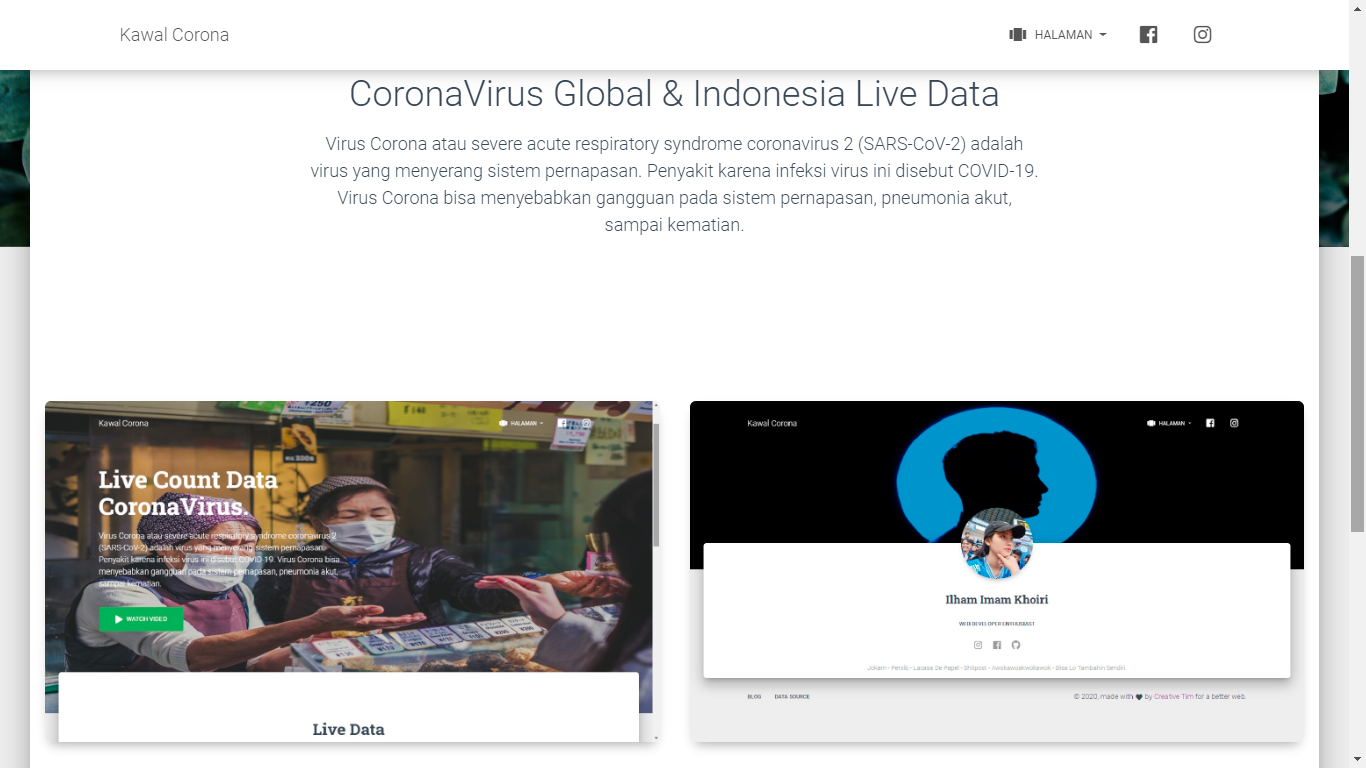 Kawal Corona
HALAMAN
CoronaVirus Global & Indonesia Live Data
Virus Corona atau severe acute respiratory syndrome coronavirus 2 (SARS-CoV-2) adalah
virus yang menyerang sistem pernapasan. Penyakit karena infeksi virus ini disebut COVID-19.
Virus Corona bisa menyebabkan gangguan pada sistem pernapasan, pneumonia akut,
sampai kematian.
Kawal Corona
HALAMAN
¥250
Live Count Data
CoronaVirus.
Virus Corona atau severe acute respiratory syndrome coronavirus 2
(SARS-CoV-2) adalah virus yang menyerang sistem pernapasan.
Penyakit karena infeksi virus ini disebut COVID-19. Virus Corona bisa
menyebabkan gangguan pada sistem pernapasan, pneumonia akut,
sampai kematian.
WATCH VIDEO
Live Data
Kawal Corona
HALAMAN
Ilham Imam Khoiri
WEB DEVELOPER ENTHUSIAST
Jokam - Persib - Lacasa De Papel - Shitpost - Awokawoakwokawok - Bisa Lo Tambahin Sendiri.
BLOG
DATA SOURCE
© 2020, made with by Creative Tim for a better web.